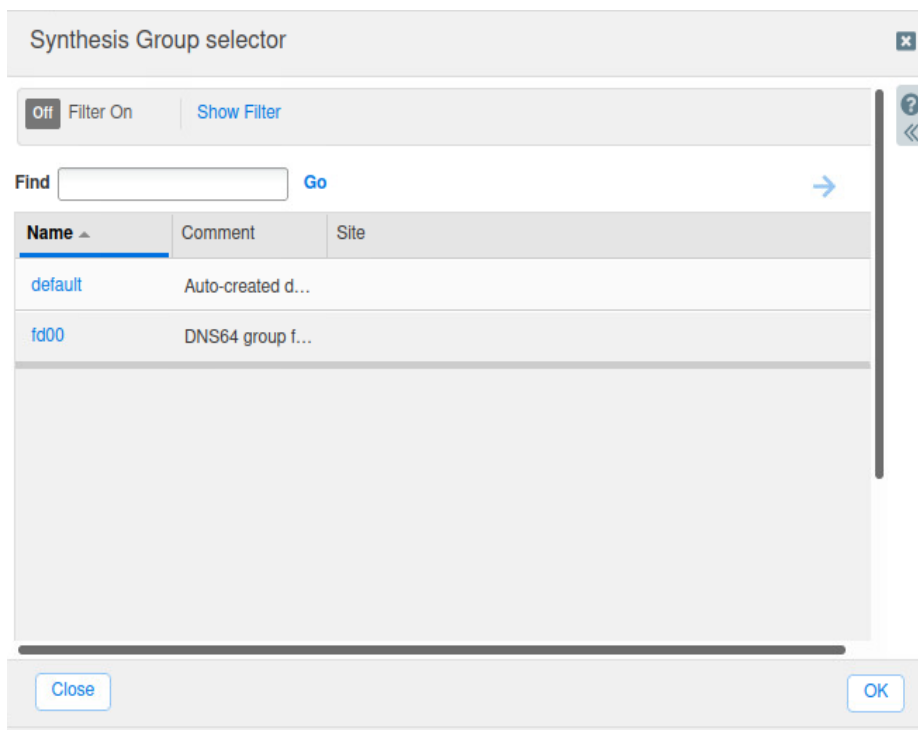 Synthesis Group selector
Off Filter On Show Filter
?
Find Go
Name Comment Site
default Auto-created d...
fd00 DNS64 group f...
Close OK